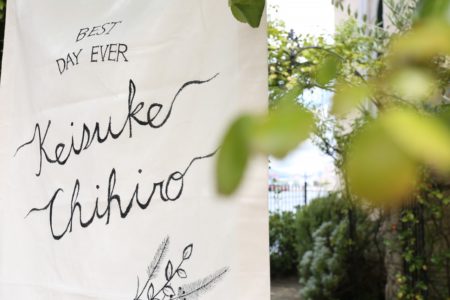 BEST
DAY EVER
Keisuke
Chihiro